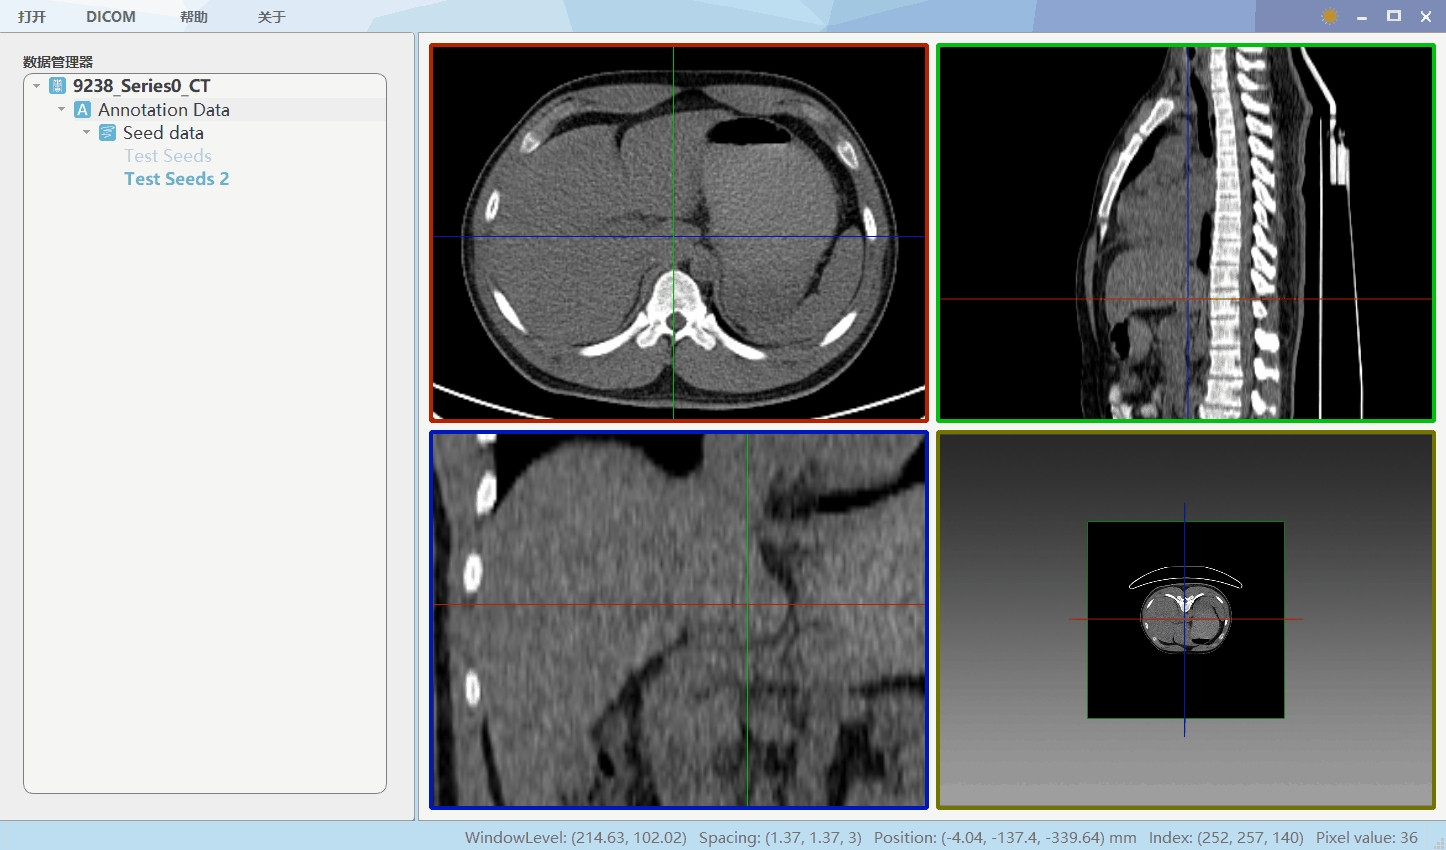 打开 DICOM 帮助 关于
数据管理器
9238_Series0_CT
A Annotation Data
Seed data
Test Seeds
Test Seeds 2
WindowLevel: (214.63, 102.02) Spacing: (1.37, 1.37, 3) Position: (-4.04, -137.4, -339.64) mm Index: (252, 257, 140) Pixel value: 36